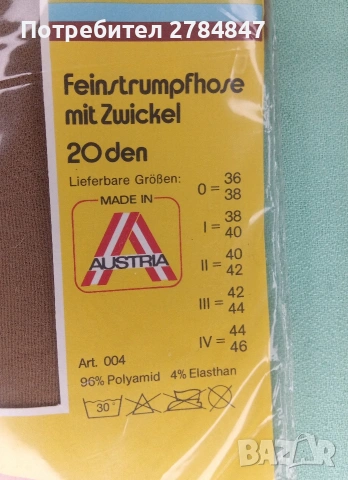 Потребител 2784847
Feinstrumpfhose
mit Zwickel
20 den
Lieferbare Größen:
0 = 36 38
I = 38 40
II = 40 42
III = 42 44
IV = 44 46
MADE IN
AUSTRIA
Art. 004
96% Polyamid 4% Elasthan
30
BAZAR